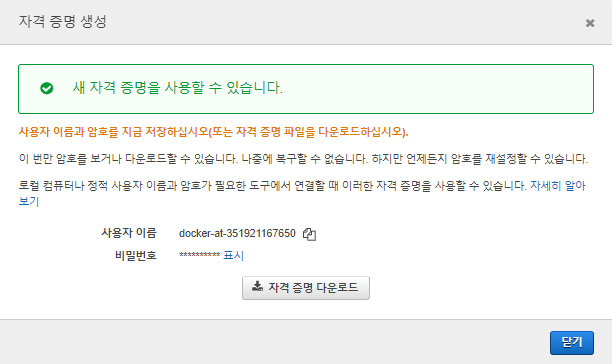 자격 증명 생성
새 자격 증명을 사용할 수 있습니다.
사용자 이름과 암호를 지금 저장하십시오(또는 자격 증명 파일을 다운로드하십시오).
이 번만 암호를 보거나 다운로드할 수 있습니다. 나중에 복구할 수 없습니다. 하지만 언제든지 암호를 재설정할 수 있습니다.
로컬 컴퓨터나 정적 사용자 이름과 암호가 필요한 도구에서 연결할 때 이러한 자격 증명을 사용할 수 있습니다. 자세히 알아
보기
사용자 이름 docker-at-351921167650
비밀번호 ********** 표시
자격 증명 다운로드
닫기